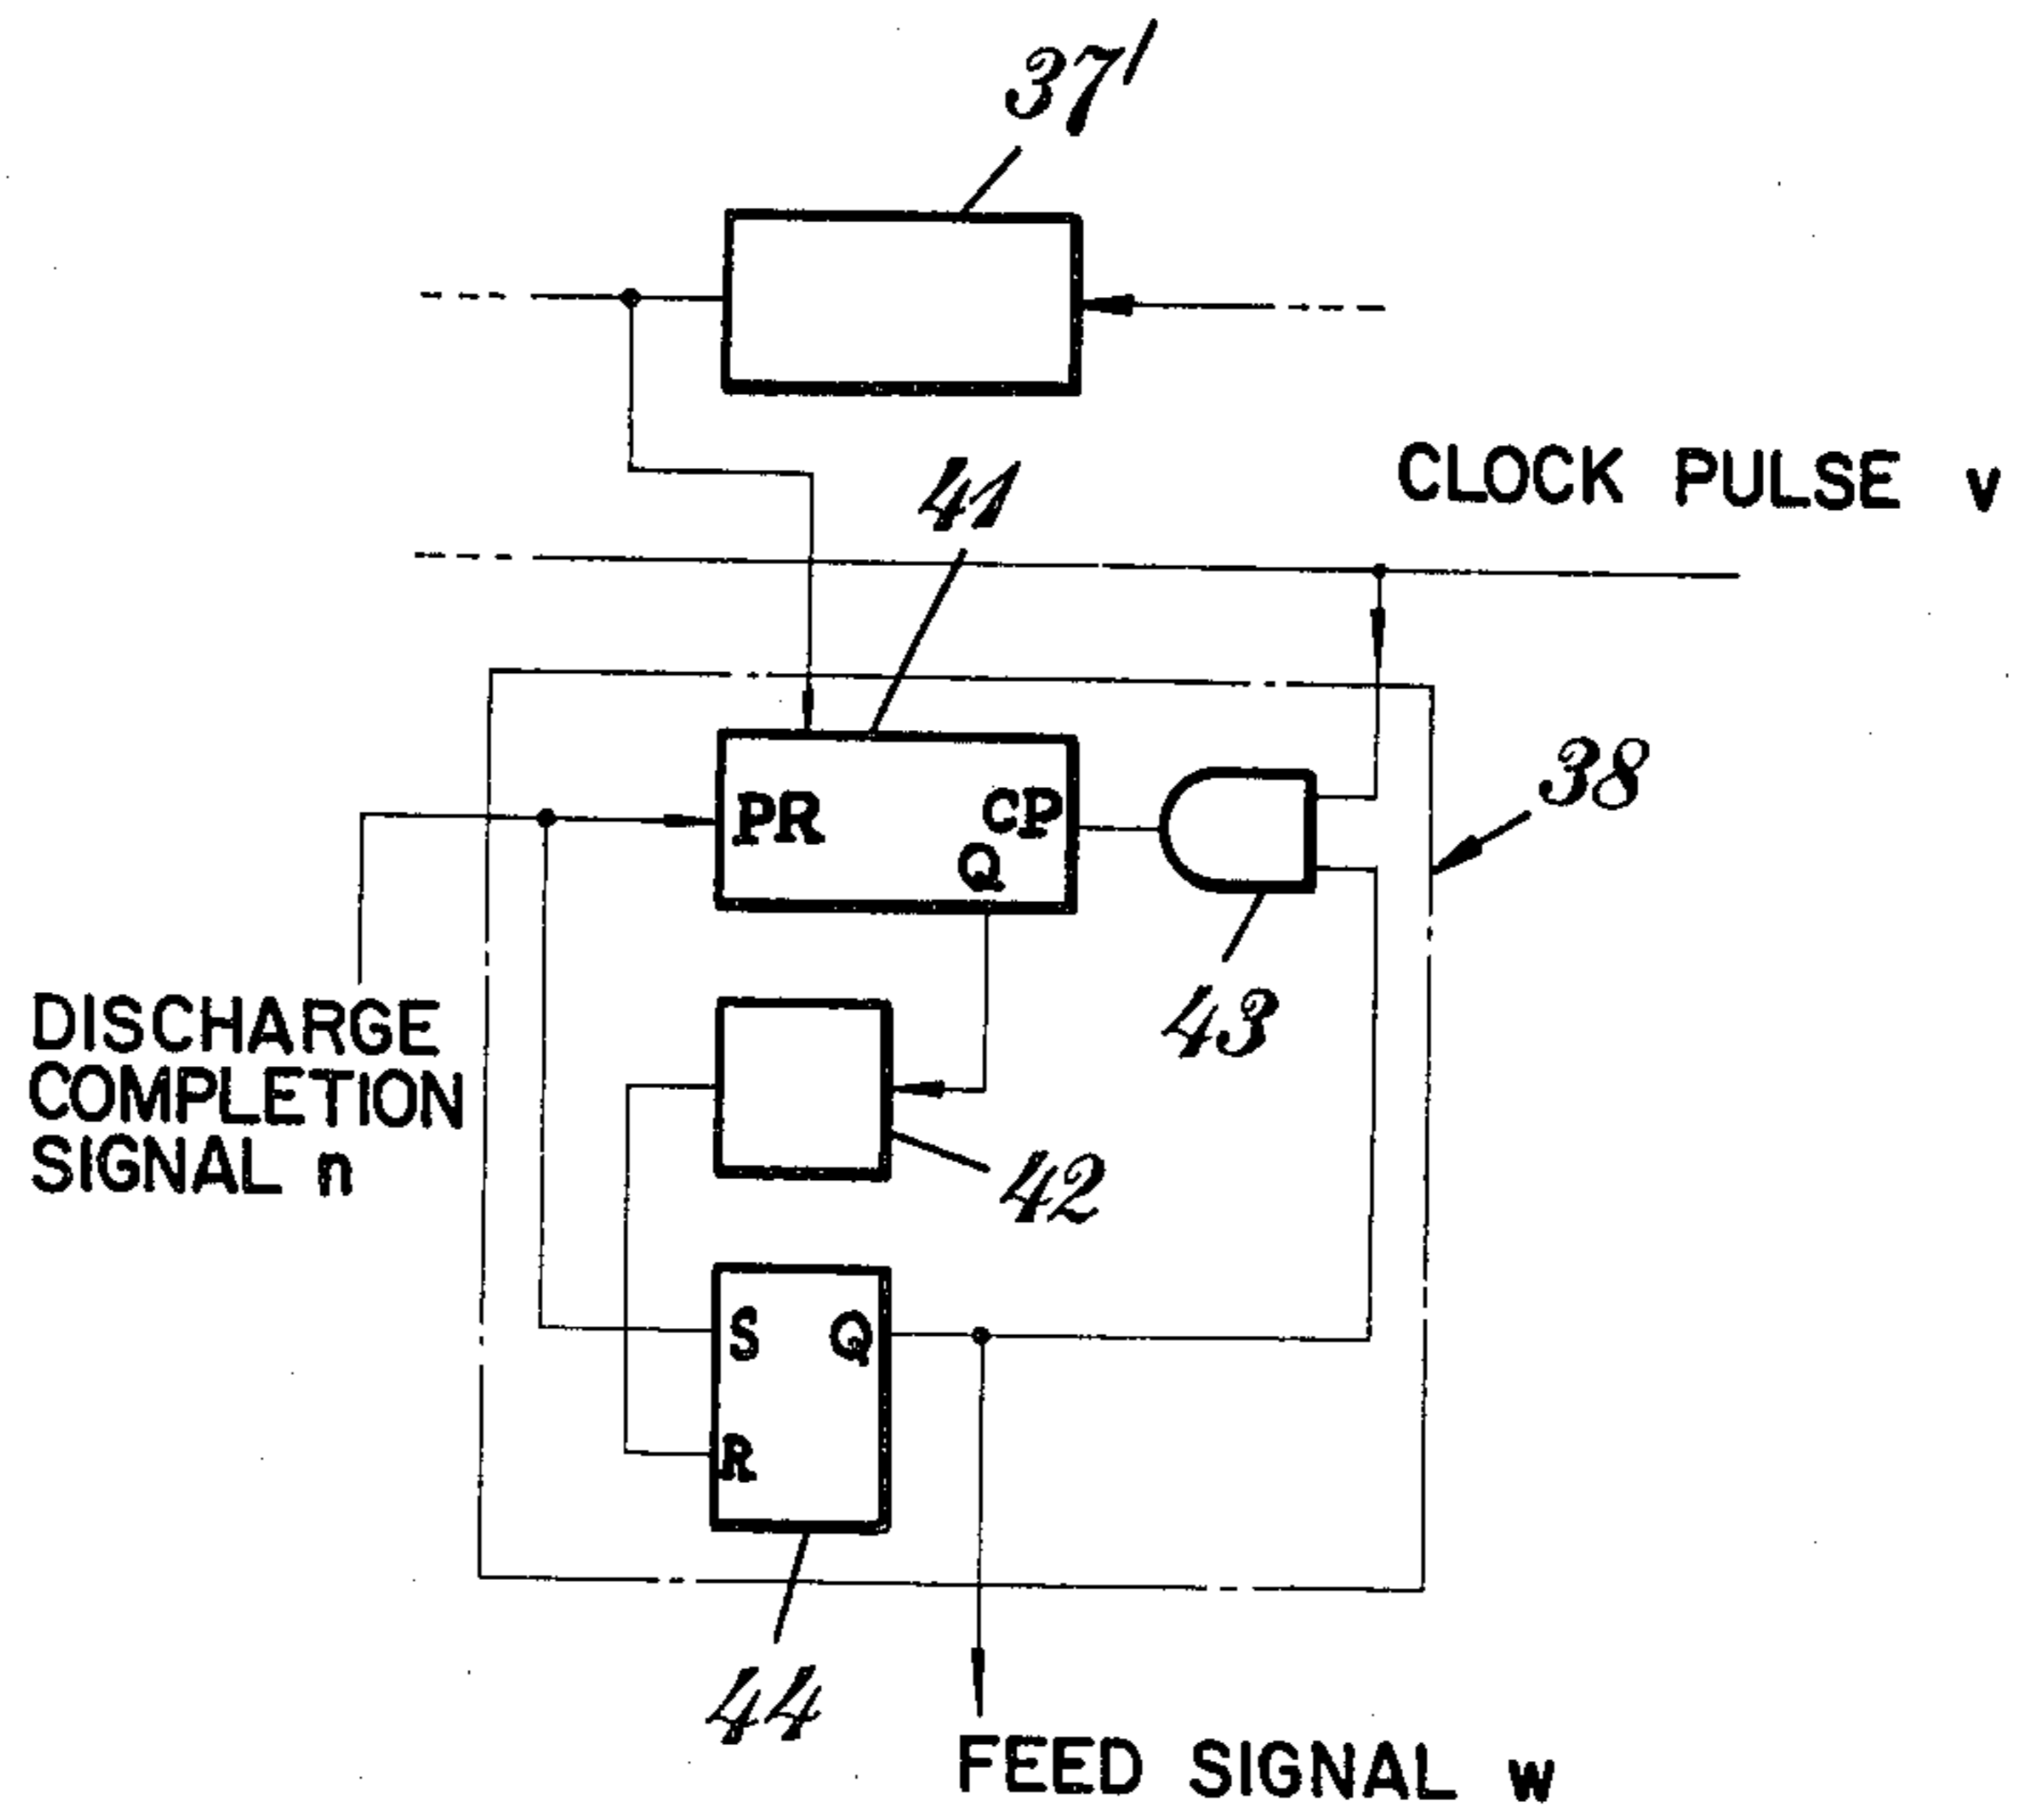 37'
41
CLOCK PULSE v
PR
CP
Q
38
43
DISCHARGE
COMPLETION
SIGNAL n
42
S
Q
R
44
FEED SIGNAL w